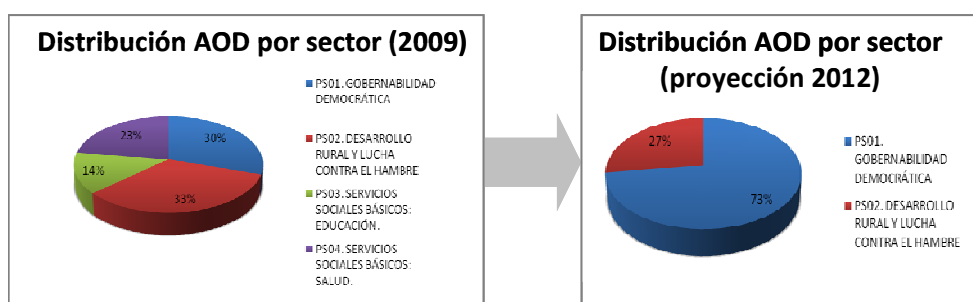 Distribución AOD por sector (2009)
PS01.GOBERNABILIDAD
DEMOCRÁTICA
PS02.DESARROLLO
RURAL Y LUCHA
CONTRA EL HAMBRE
PS03.SERVICIOS
SOCIALES BÁSICOS:
EDUCACIÓN.
PS04.SERVICIOS
SOCIALES BÁSICOS:
SALUD.
23%
30%
14%
33%
Distribución AOD por sector
(proyección 2012)
27%
73%
PS01.
GOBERNABILIDAD
DEMOCRÁTICA
PS02.DESARROLLO
RURAL Y LUCHA
CONTRA EL HAMBRE